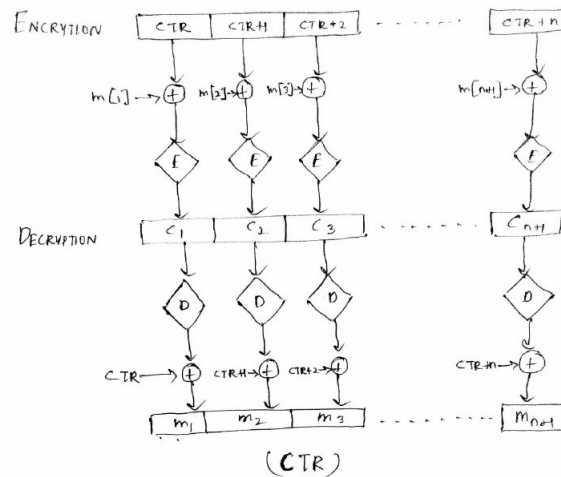 ENCRYTION CTR CTR+1 CTR+2 ........ CTR+n
m[1] + m[2] + m[3] + m[n+1] +
E E E E
DECRYPTION C1 C2 C3 ........ Cn+1
D D D D
CTR + CTR+1 + CTR+2 + CTR+n +
m1 m2 m3 ........ mn+1
(CTR)